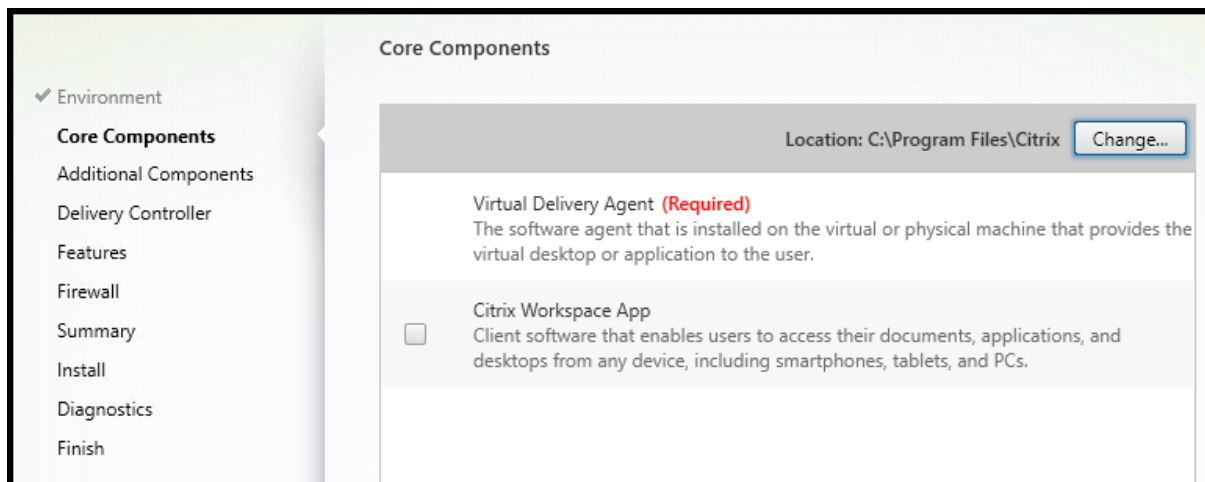 Core Components
Environment
Core Components
Additional Components
Delivery Controller
Features
Firewall
Summary
Install
Diagnostics
Finish
Location: C:\Program Files\Citrix Change...
Virtual Delivery Agent (Required)
The software agent that is installed on the virtual or physical machine that provides the
virtual desktop or application to the user.
Citrix Workspace App
Client software that enables users to access their documents, applications, and
desktops from any device, including smartphones, tablets, and PCs.